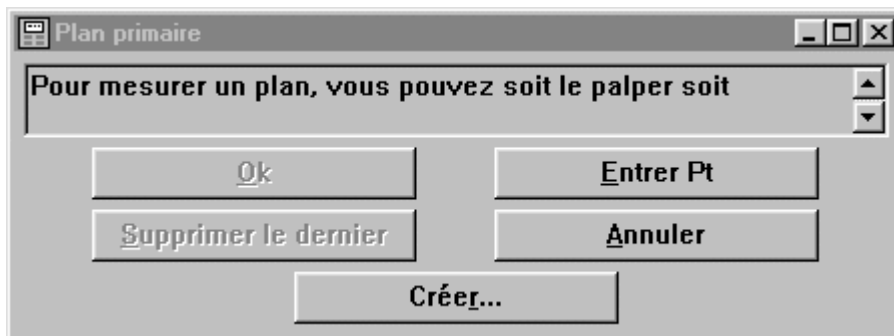 Plan primaire
Pour mesurer un plan, vous pouvez soit le palper soit
Ok
Entrer Pt
Supprimer le dernier
Annuler
Créer...